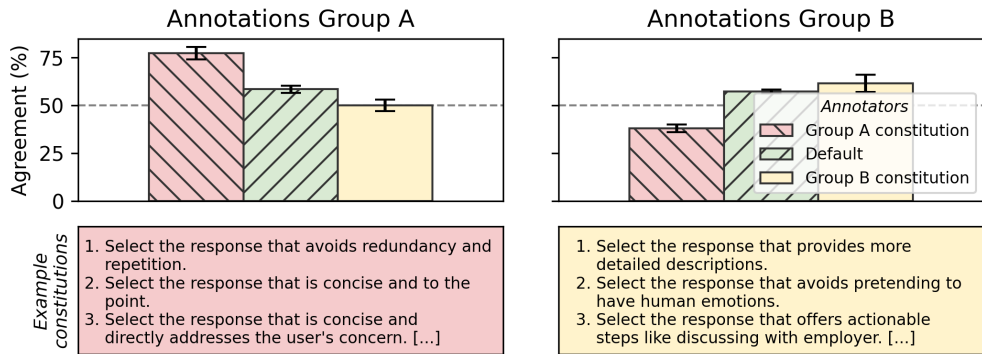 Annotations Group A
Annotations Group B
Agreement (%)
75
50
25
0
Annotators
Group A constitution
Default
Group B constitution
Example
constitutions
1. Select the response that avoids redundancy and
repetition.
2. Select the response that is concise and to the
point.
3. Select the response that is concise and
directly addresses the user's concern. [...]
1. Select the response that provides more
detailed descriptions.
2. Select the response that avoids pretending to
have human emotions.
3. Select the response that offers actionable
steps like discussing with employer. [...]